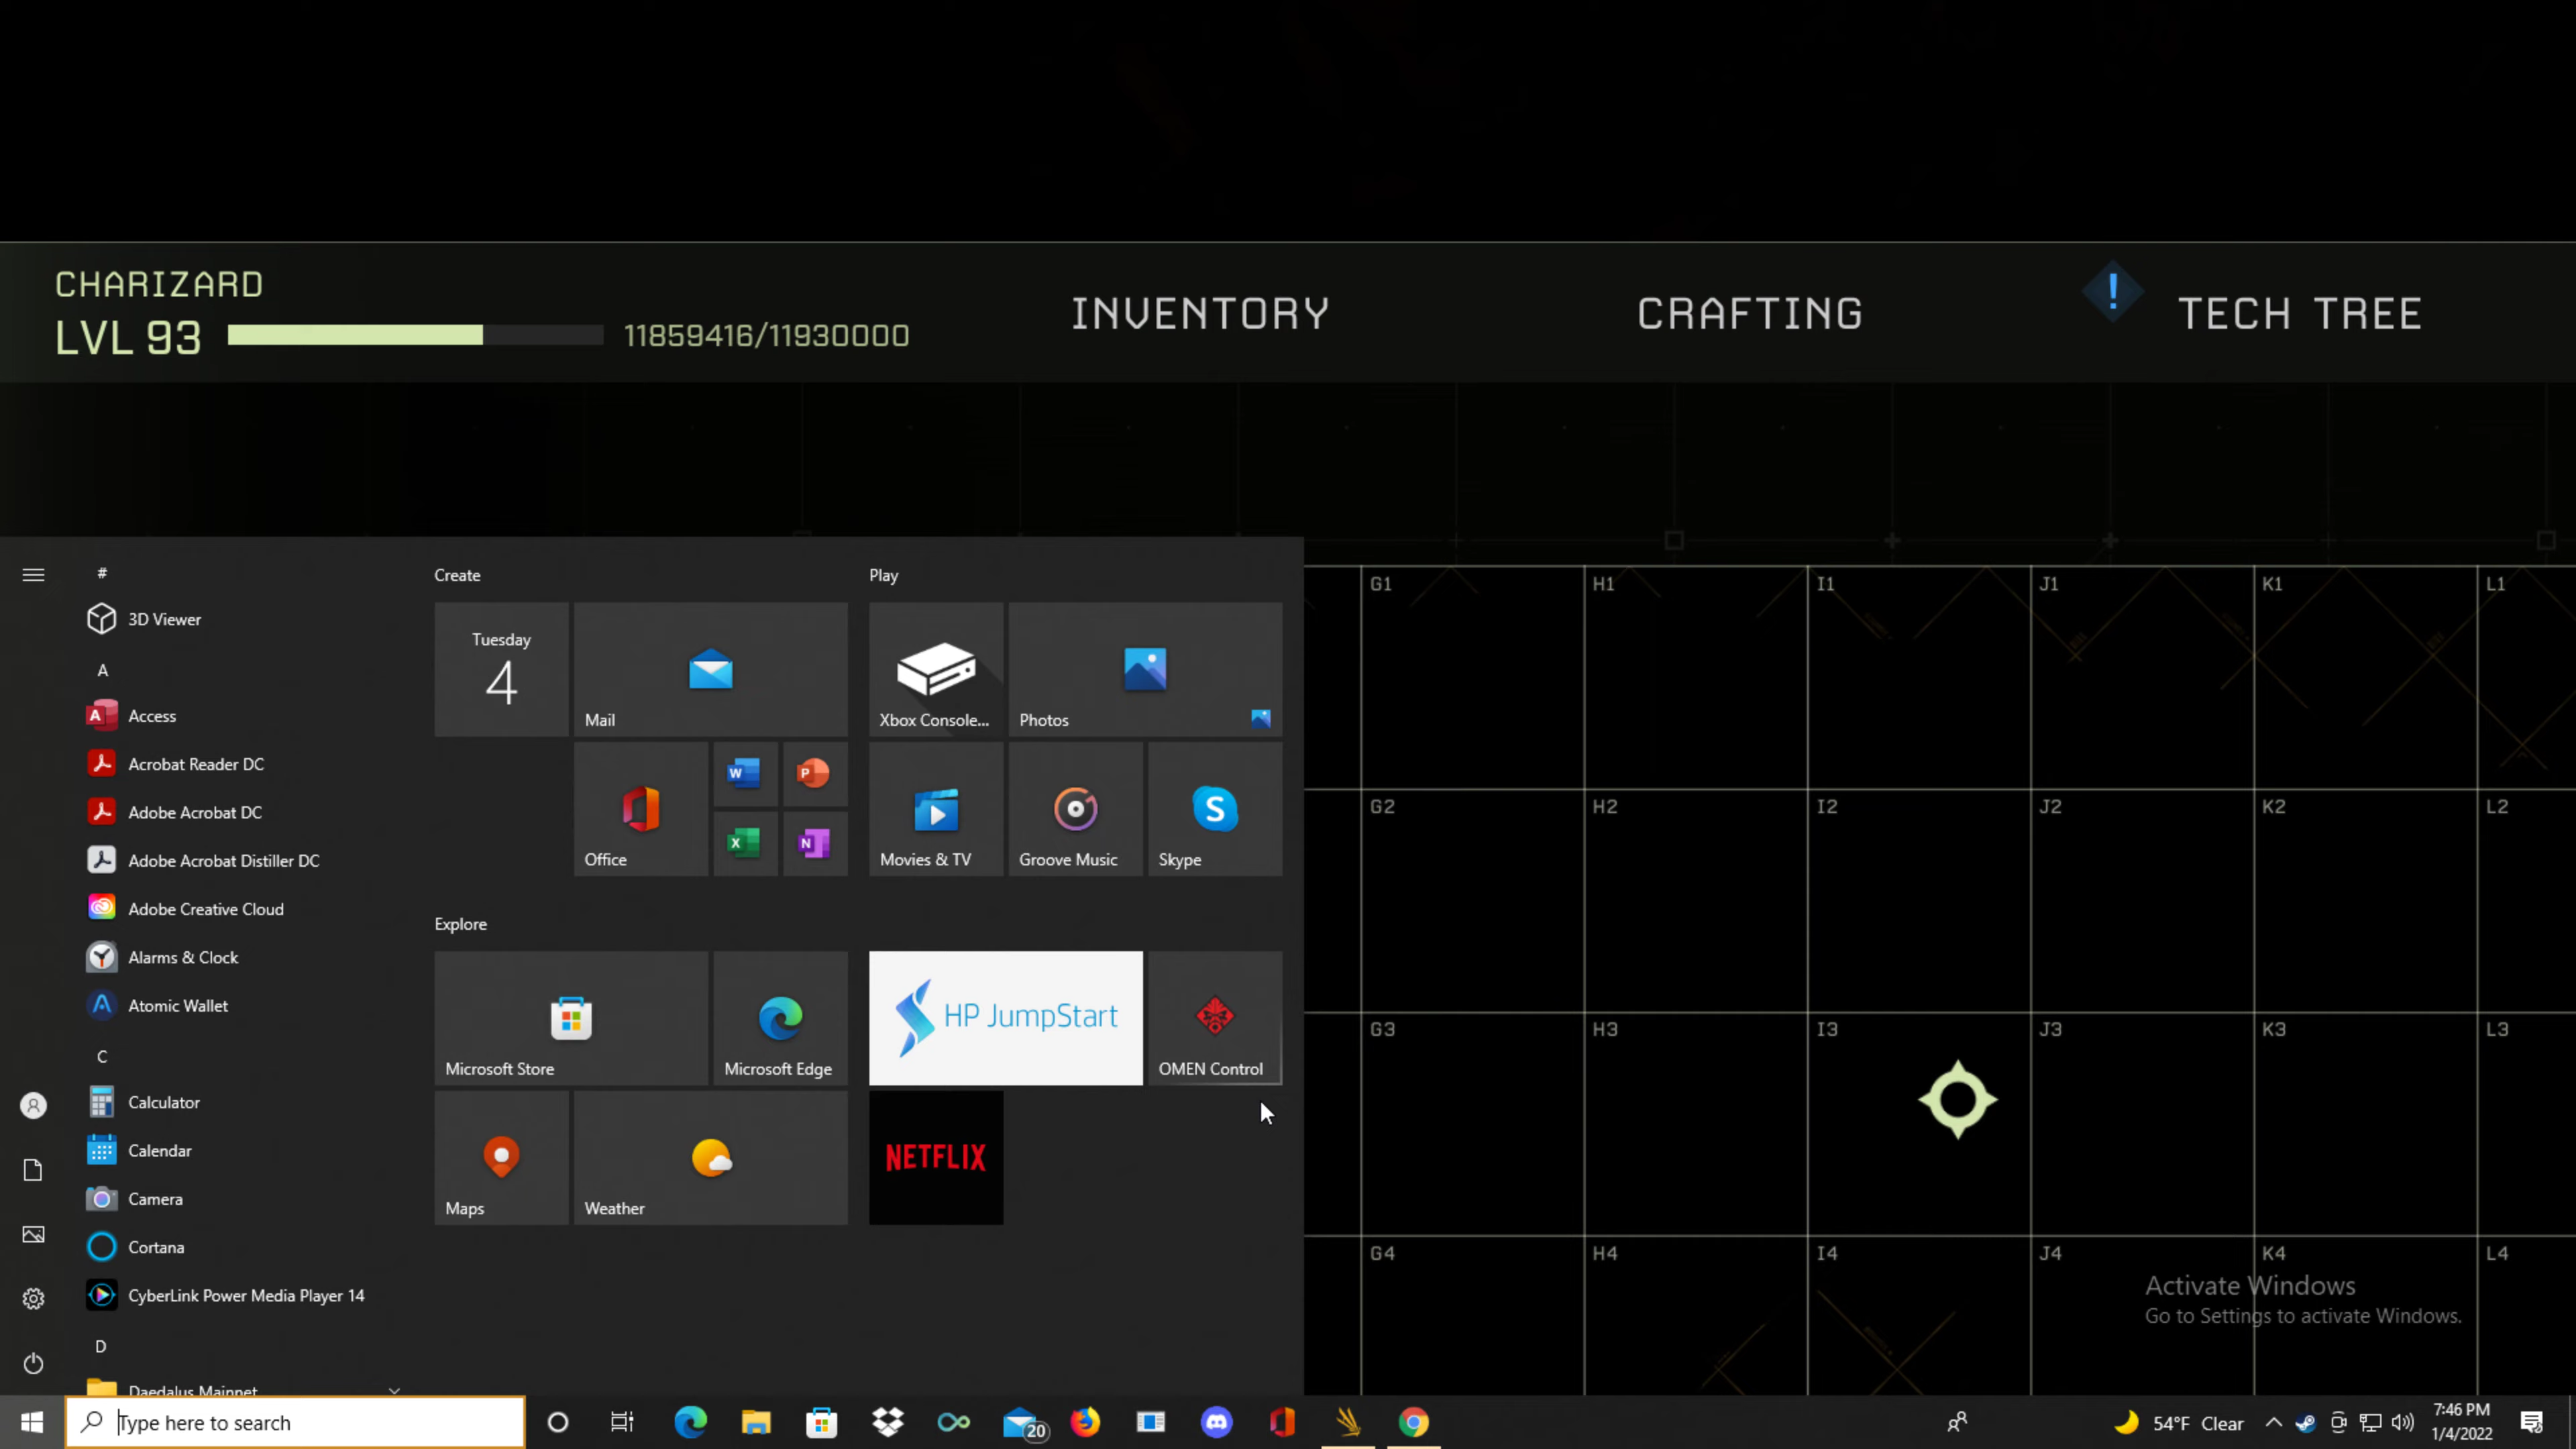 CHARIZARD
LVL 93
11859416/11930000
INVENTORY
CRAFTING
!
TECH TREE
#
3D Viewer
A
Access
Acrobat Reader DC
Adobe Acrobat DC
Adobe Acrobat Distiller DC
Adobe Creative Cloud
Alarms & Clock
Atomic Wallet
C
Calculator
Calendar
Camera
Cortana
CyberLink Power Media Player 14
D
Daedalus Mainnet
Create
Tuesday
4
Mail
Office
Explore
Microsoft Store
Microsoft Edge
Maps
Weather
Play
Xbox Console...
Photos
Movies & TV
Groove Music
Skype
HP JumpStart
OMEN Control
NETFLIX
G1 H1 I1 J1 K1 L1
G2 H2 I2 J2 K2 L2
G3 H3 I3 J3 K3 L3
G4 H4 I4 J4 K4 L4
Activate Windows
Go to Settings to activate Windows.
Type here to search
20
54°F Clear
7:46 PM
1/4/2022